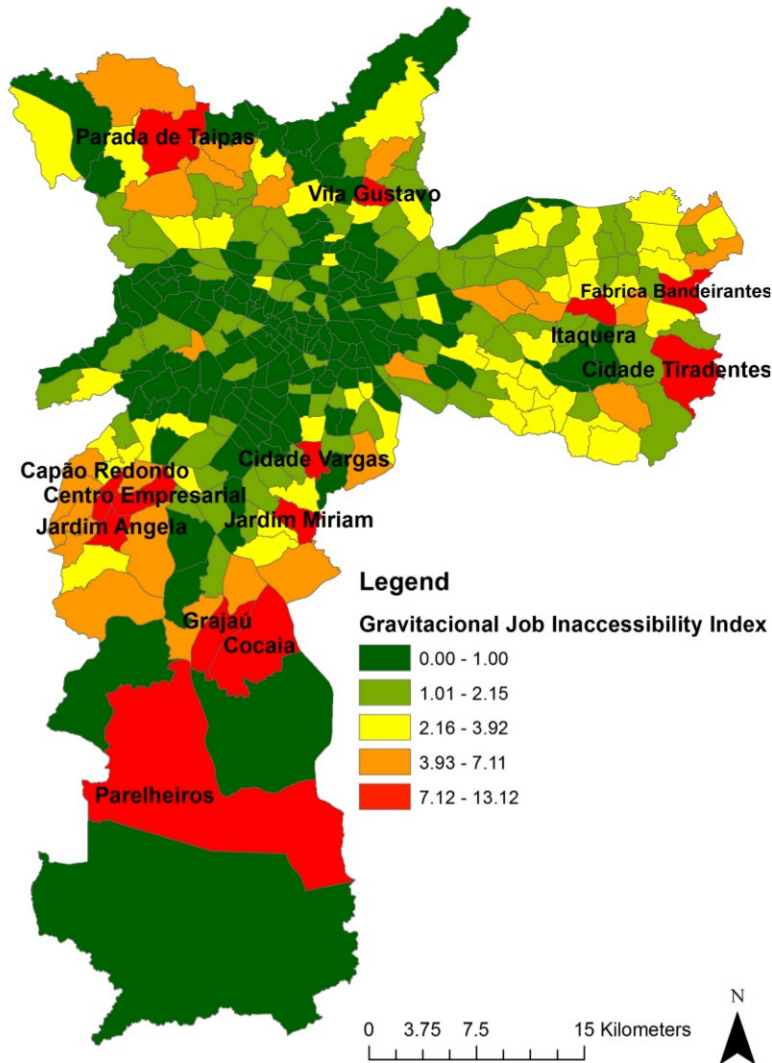 Parada de Taipas
Vila Gustavo
Fabrica Bandeirantes
Itaquera
Cidade Tiradentes
Cidade Vargas
Capão Redondo
Centro Empresarial
Jardim Angela
Jardim Miriam
Grajaú
Cocaia
Parelheiros
Legend
Gravitacional Job Inaccessibility Index
0.00 - 1.00
1.01 - 2.15
2.16 - 3.92
3.93 - 7.11
7.12 - 13.12
N
0 3.75 7.5 15 Kilometers